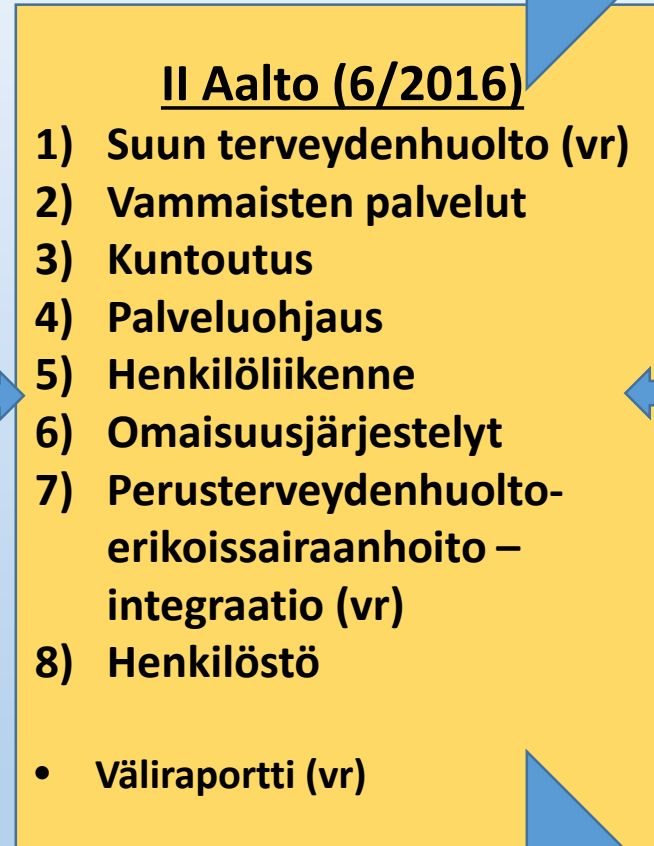 II Aalto (6/2016)
1) Suun terveydenhuolto (vr)
2) Vammaisten palvelut
3) Kuntoutus
4) Palveluohjaus
5) Henkilöliikenne
6) Omaisuusjärjestelyt
7) Perusterveydenhuolto-
erikoissairaanhoito –
integraatio (vr)
8) Henkilöstö
• Väliraportti (vr)